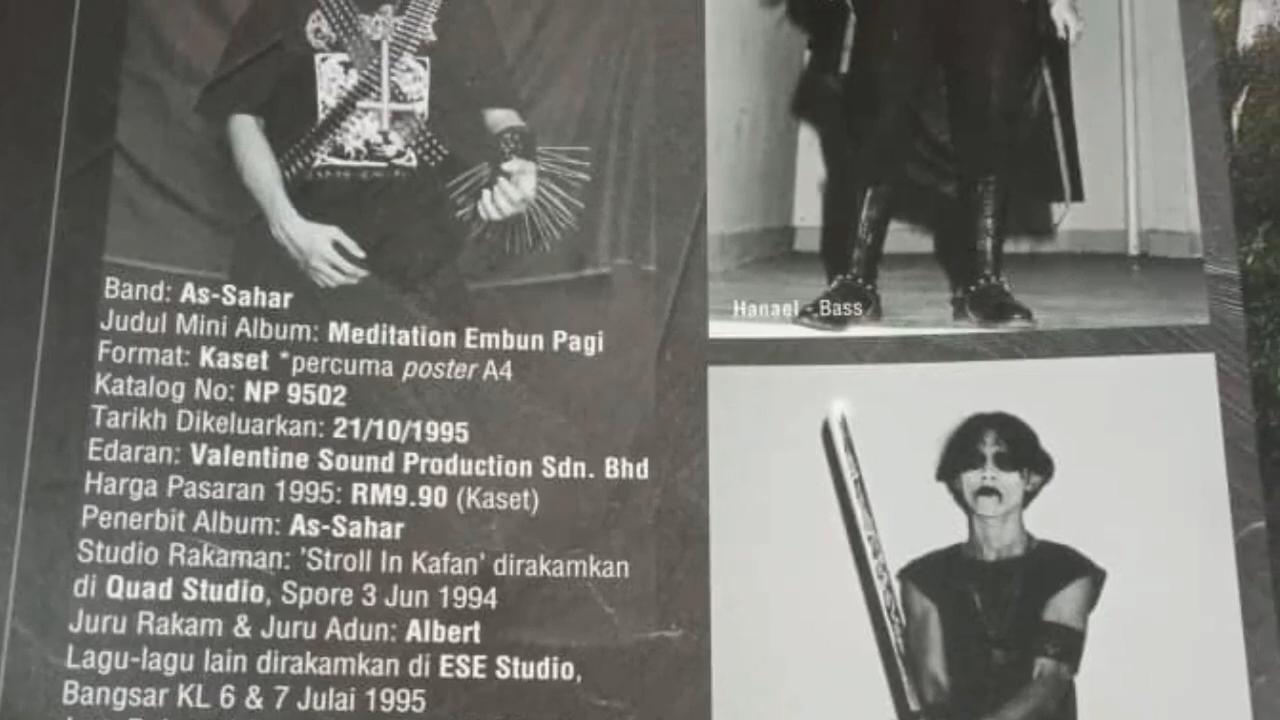 Band: As-Sahar
Judul Mini Album: Meditation Embun Pagi
Format: Kaset *percuma poster A4
Katalog No: NP 9502
Tarikh Dikeluarkan: 21/10/1995
Edaran: Valentine Sound Production Sdn. Bhd
Harga Pasaran 1995: RM9.90 (Kaset)
Penerbit Album: As-Sahar
Studio Rakaman: 'Stroll In Kafan' dirakamkan
di Quad Studio, Spore 3 Jun 1994
Juru Rakam & Juru Adun: Albert
Lagu-lagu lain dirakamkan di ESE Studio,
Bangsar KL 6 & 7 Julai 1995
Hanael - Bass